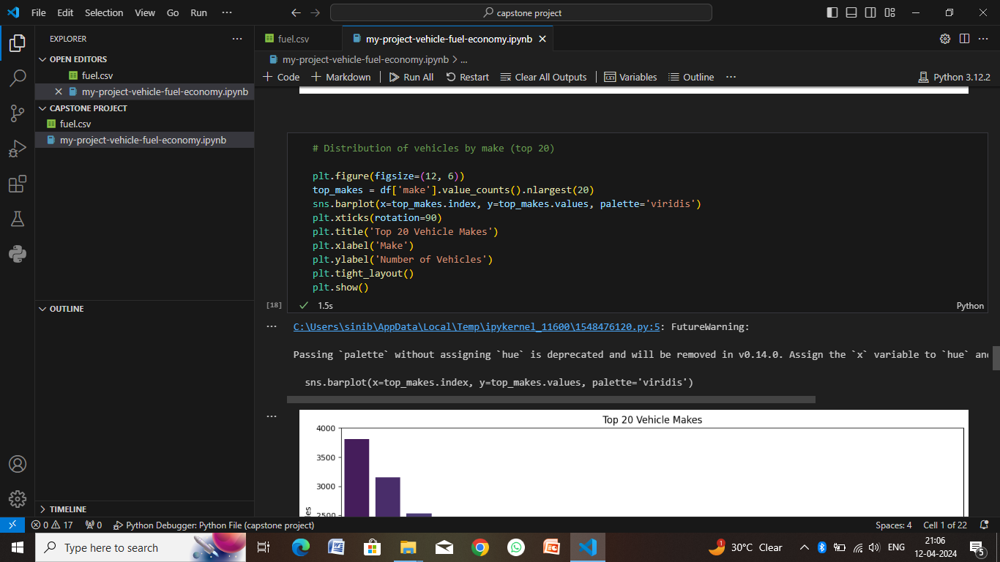 File Edit Selection View Go Run ···
capstone project
EXPLORER ···
OPEN EDITORS
fuel.csv
my-project-vehicle-fuel-economy.ipynb
CAPSTONE PROJECT
fuel.csv
my-project-vehicle-fuel-economy.ipynb
OUTLINE
TIMELINE
fuel.csv
my-project-vehicle-fuel-economy.ipynb
my-project-vehicle-fuel-economy.ipynb > ...
Code Markdown Run All Restart Clear All Outputs Variables Outline ··· Python 3.12.2
# Distribution of vehicles by make (top 20)
plt.figure(figsize=(12, 6))
top_makes = df['make'].value_counts().nlargest(20)
sns.barplot(x=top_makes.index, y=top_makes.values, palette='viridis')
plt.xticks(rotation=90)
plt.title('Top 20 Vehicle Makes')
plt.xlabel('Make')
plt.ylabel('Number of Vehicles')
plt.tight_layout()
plt.show()
[18] 1.5s Python
C:\Users\sinib\AppData\Local\Temp\ipykernel_11600\1548476120.py:5: FutureWarning:
Passing `palette` without assigning `hue` is deprecated and will be removed in v0.14.0. Assign the `x` variable to `hue`
sns.barplot(x=top_makes.index, y=top_makes.values, palette='viridis')
Top 20 Vehicle Makes
4000
3500
3000
2500
0 17 0 Python Debugger: Python File (capstone project) Spaces: 4 Cell 1 of 22
Type here to search
1 30°C Clear ENG 21:06
12-04-2024 5